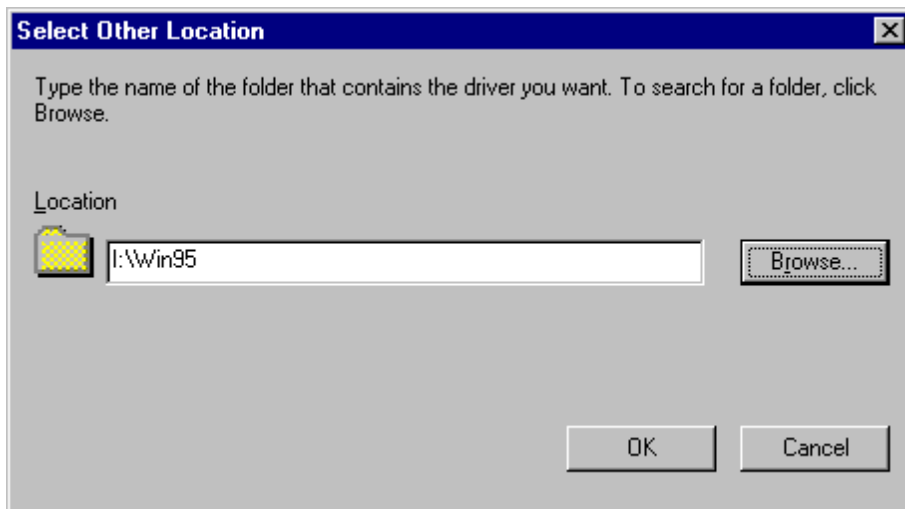 Select Other Location
Type the name of the folder that contains the driver you want. To search for a folder, click
Browse.
Location
I:\Win95
Browse...
OK
Cancel